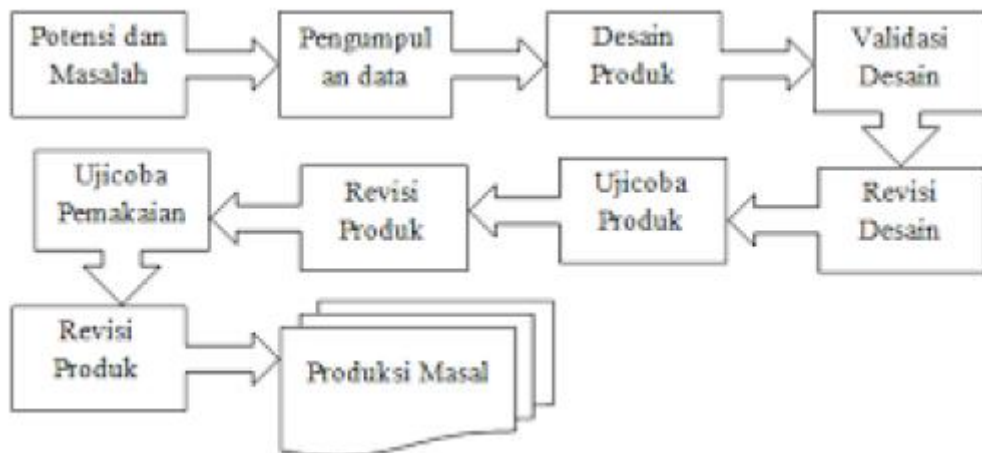 Potensi dan
Masalah
Pengumpul
an data
Desain
Produk
Validasi
Desain
Revisi
Desain
Ujicoba
Produk
Revisi
Produk
Ujicoba
Pemakaian
Revisi
Produk
Produksi Masal